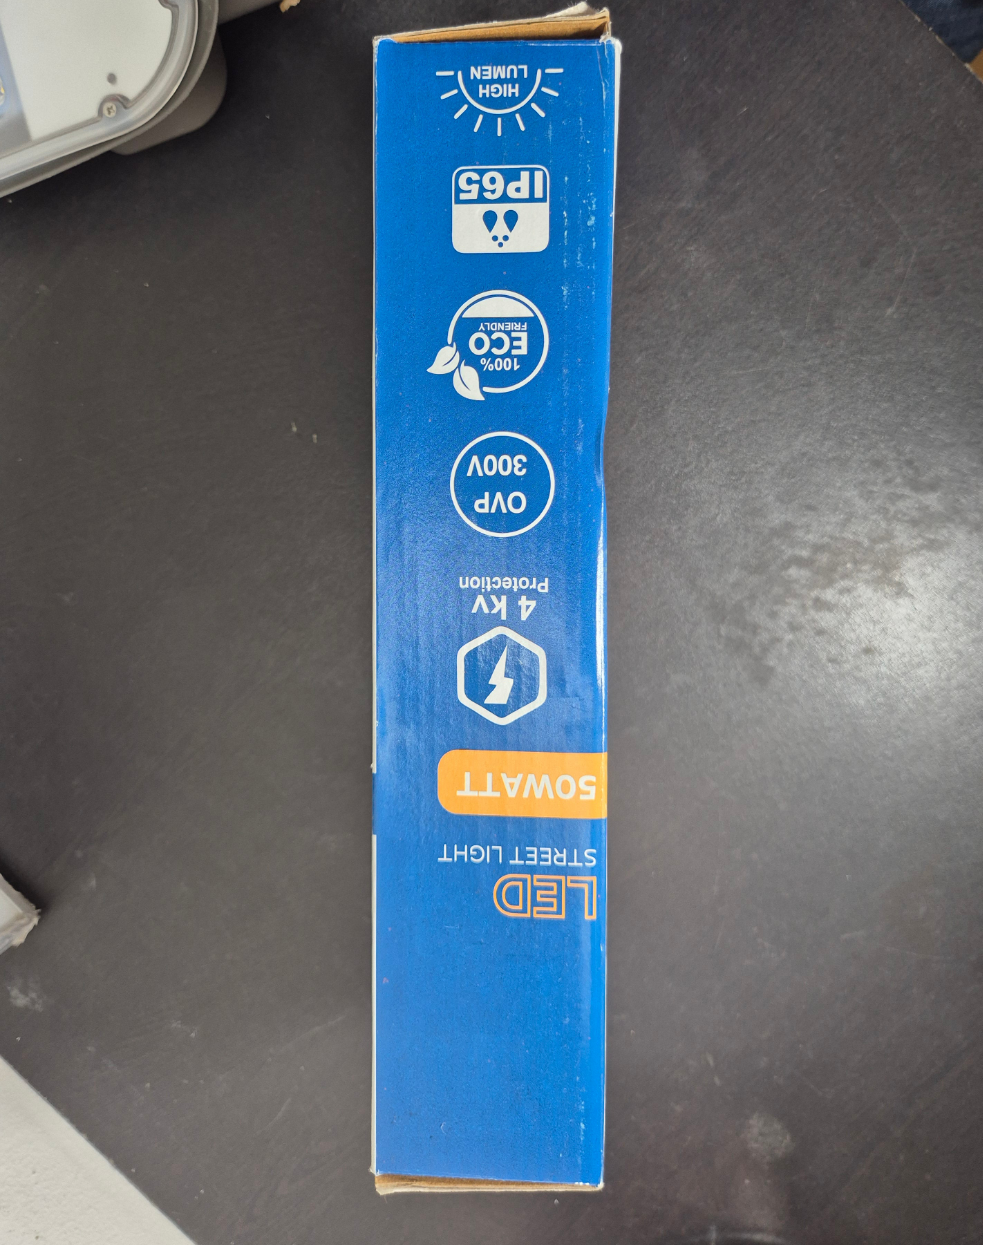 LED
STREET LIGHT
50WATT
4 kv
Protection
OVP
300V
100%
ECO
FRIENDLY
IP65
HIGH
LUMEN